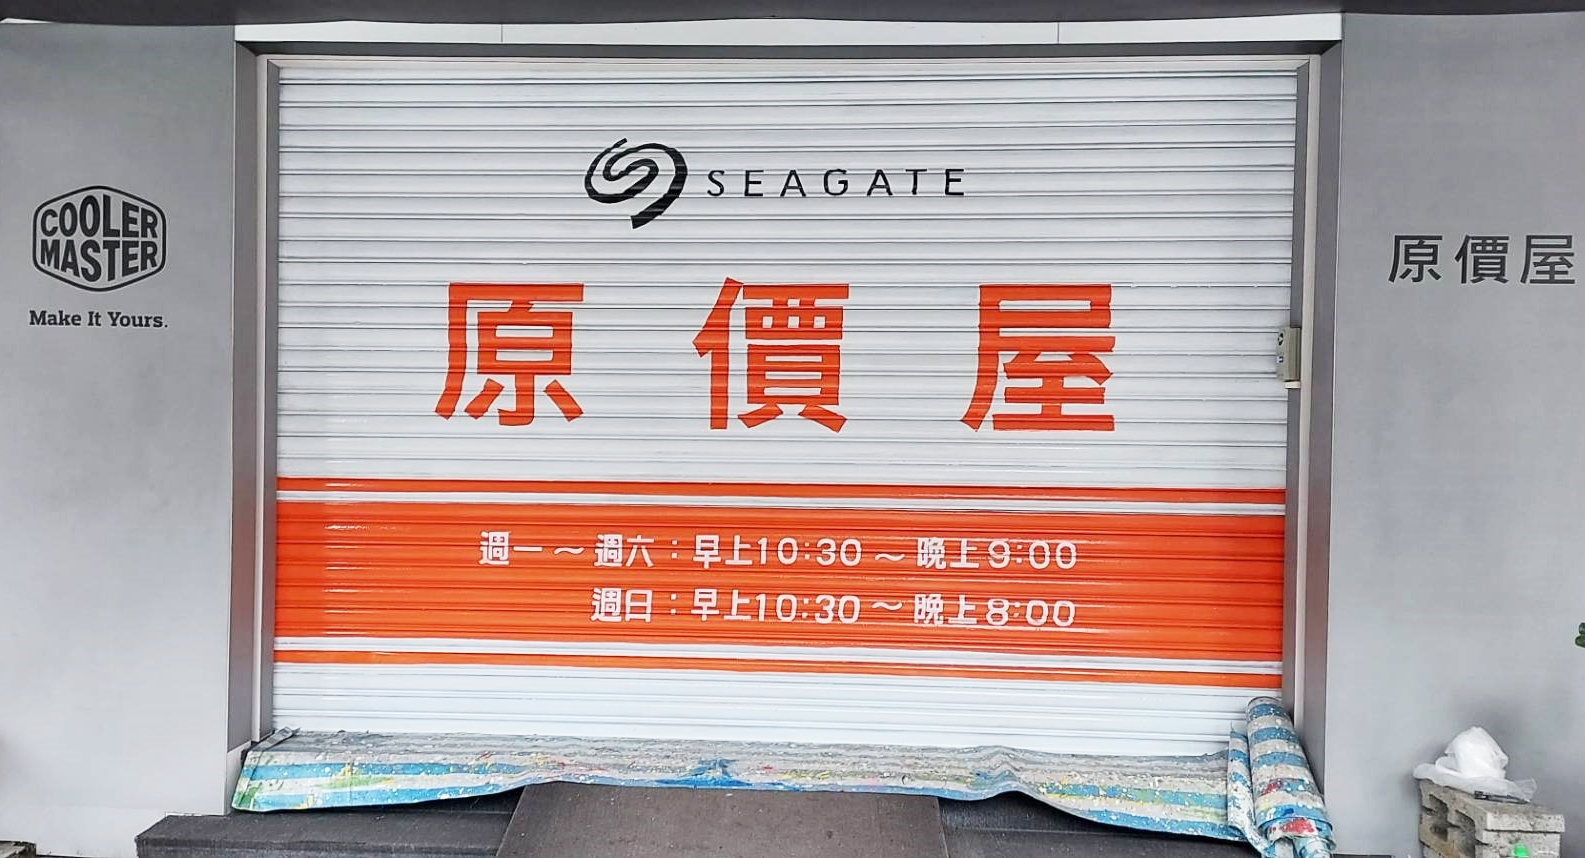 COOLER
MASTER
Make It Yours.
SEAGATE
原價屋
週一～週六：早上10:30～晚上9:00
週日：早上10:30～晚上8:00
原價屋